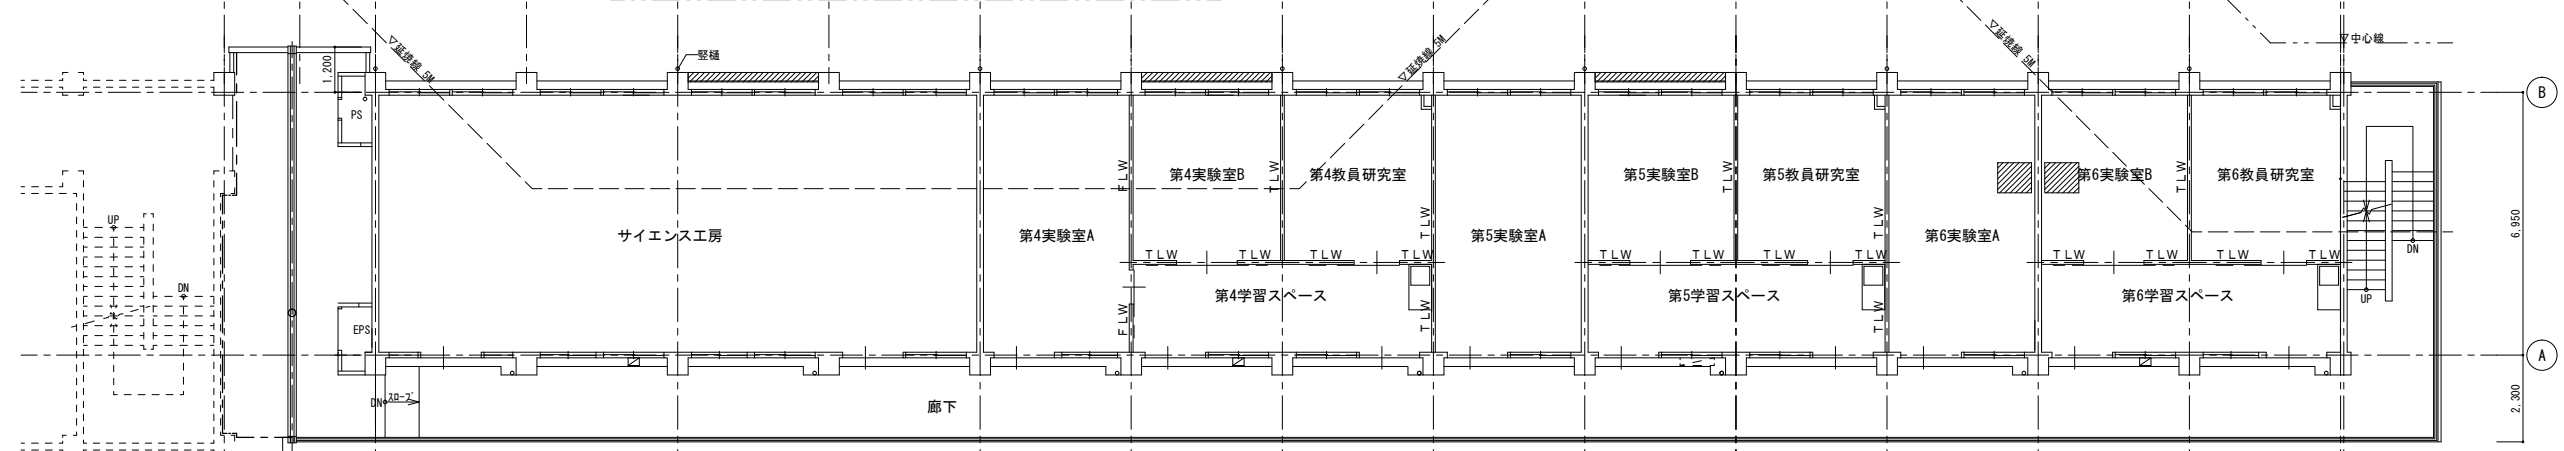 ▽延焼線 5M
竪樋
▽延焼線 5M
▽延焼線 5M
▽中心線
1,200
B
PS
FLW
第4実験室B
TLW
第4教員研究室
第5実験室B
TLW
第5教員研究室
第6実験室B
TLW
第6教員研究室
UP
サイエンス工房
第4実験室A
TLW
第5実験室A
TLW
第6実験室A
6,950
DN
TLW
TLW
TLW
TLW
TLW
TLW
TLW
TLW
TLW
TLW
TLW
TLW
DN
第4学習スペース
第5学習スペース
第6学習スペース
UP
EPS
FLW
TLW
TLW
A
DN
スロープ
廊下
2,300